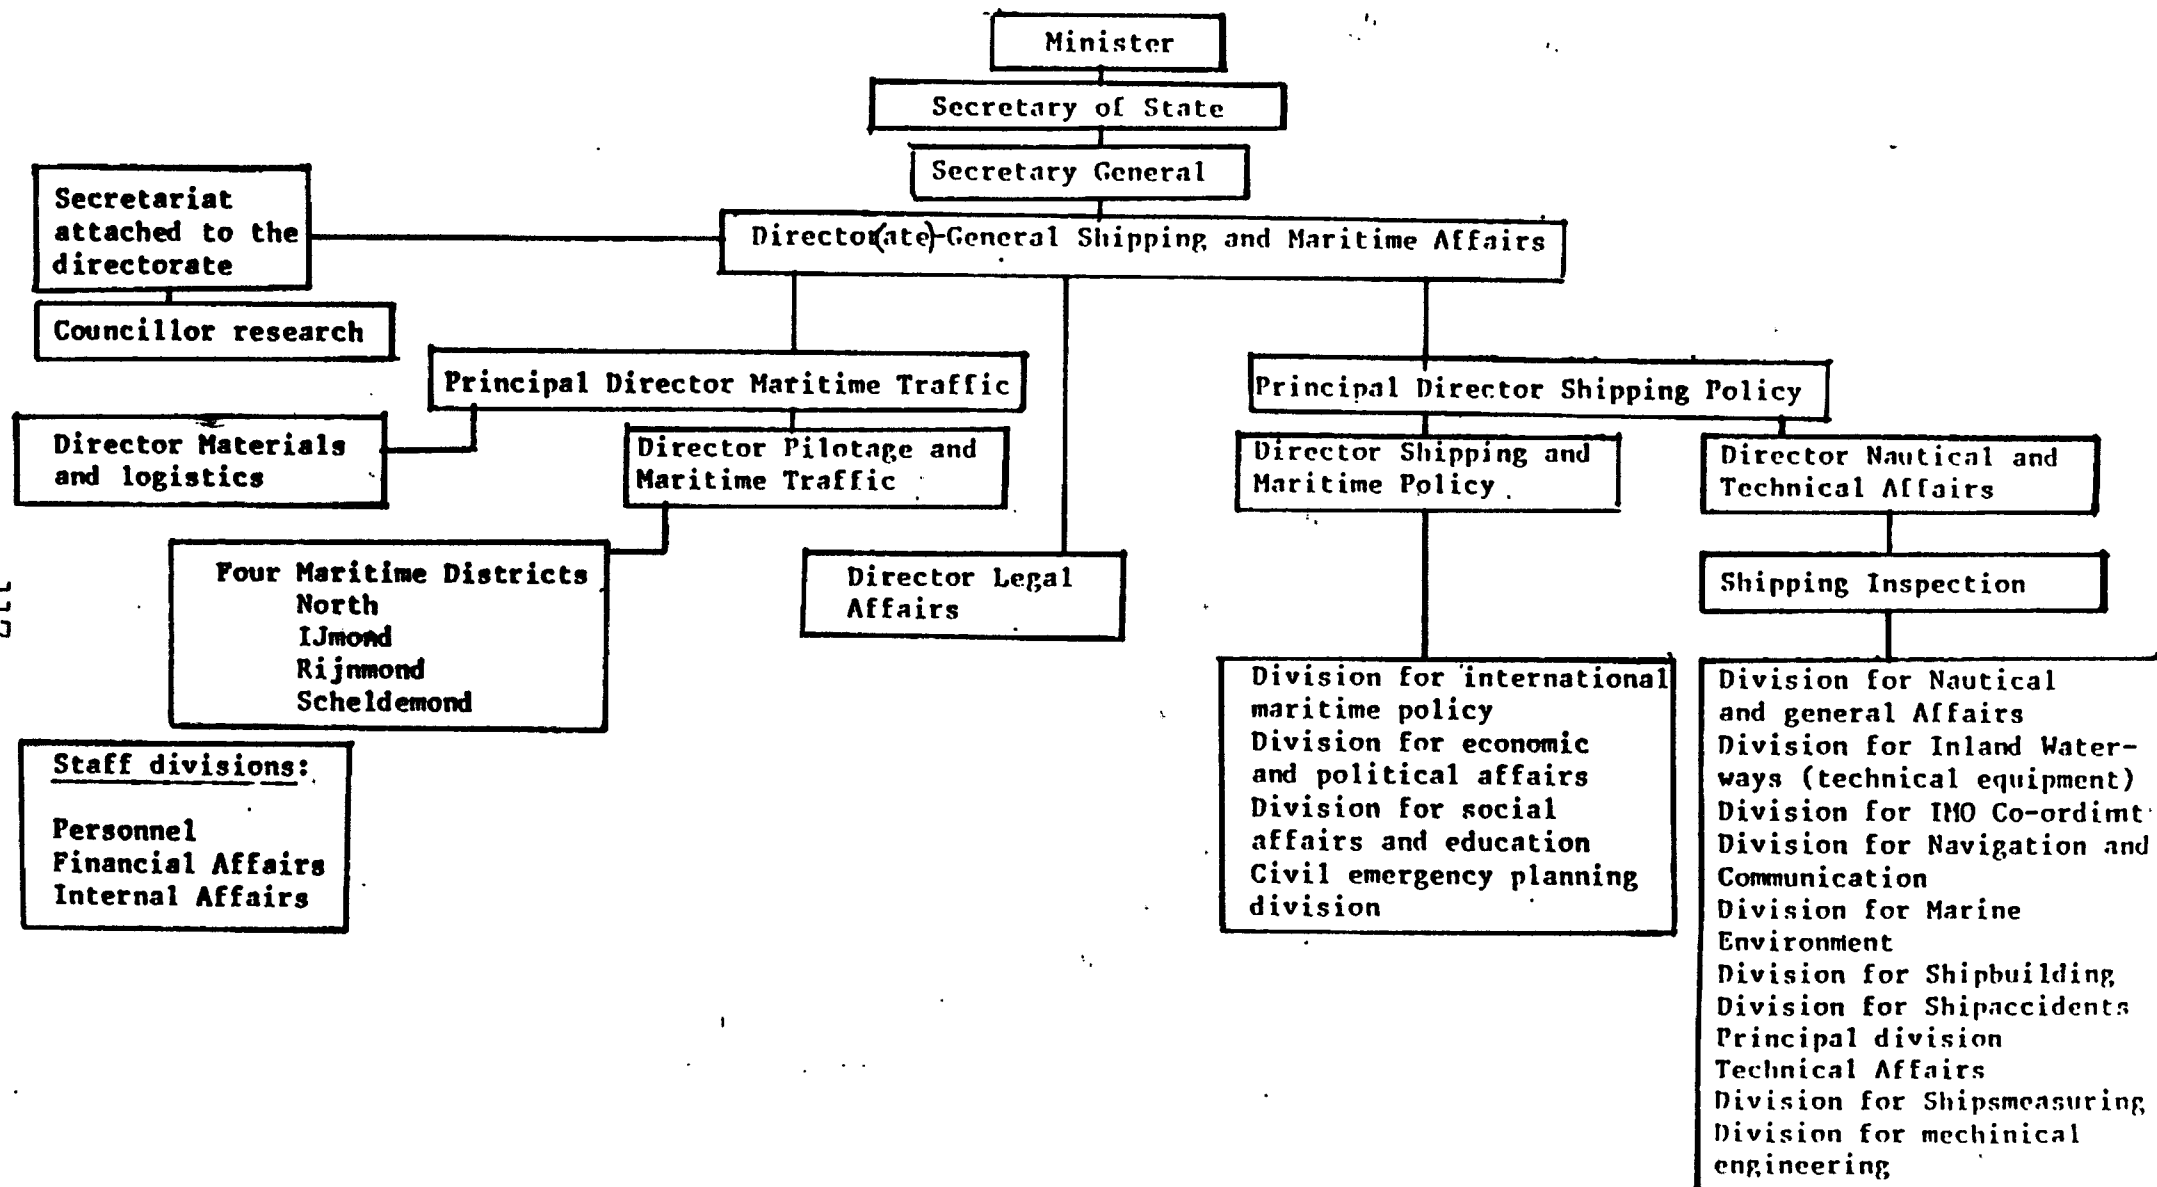 Minister
Secretary of State
Secretary General
Director(ate)-General Shipping and Maritime Affairs
Secretariat
attached to the
directorate
Councillor research
Principal Director Maritime Traffic
Principal Director Shipping Policy
Director Materials
and logistics
Director Pilotage and
Maritime Traffic
Director Shipping and
Maritime Policy
Director Nautical and
Technical Affairs
Four Maritime Districts
North
IJmond
Rijnmond
Scheldemond
Director Legal
Affairs
Shipping Inspection
Staff divisions:
Personnel
Financial Affairs
Internal Affairs
Division for international
maritime policy
Division for economic
and political affairs
Division for social
affairs and education
Civil emergency planning
division
Division for Nautical
and general Affairs
Division for Inland Water-
ways (technical equipment)
Division for IMO Co-ordimt
Division for Navigation and
Communication
Division for Marine
Environment
Division for Shipbuilding
Division for Shipaccidents
Principal division
Technical Affairs
Division for Shipsmeasuring
Division for mechinical
engineering